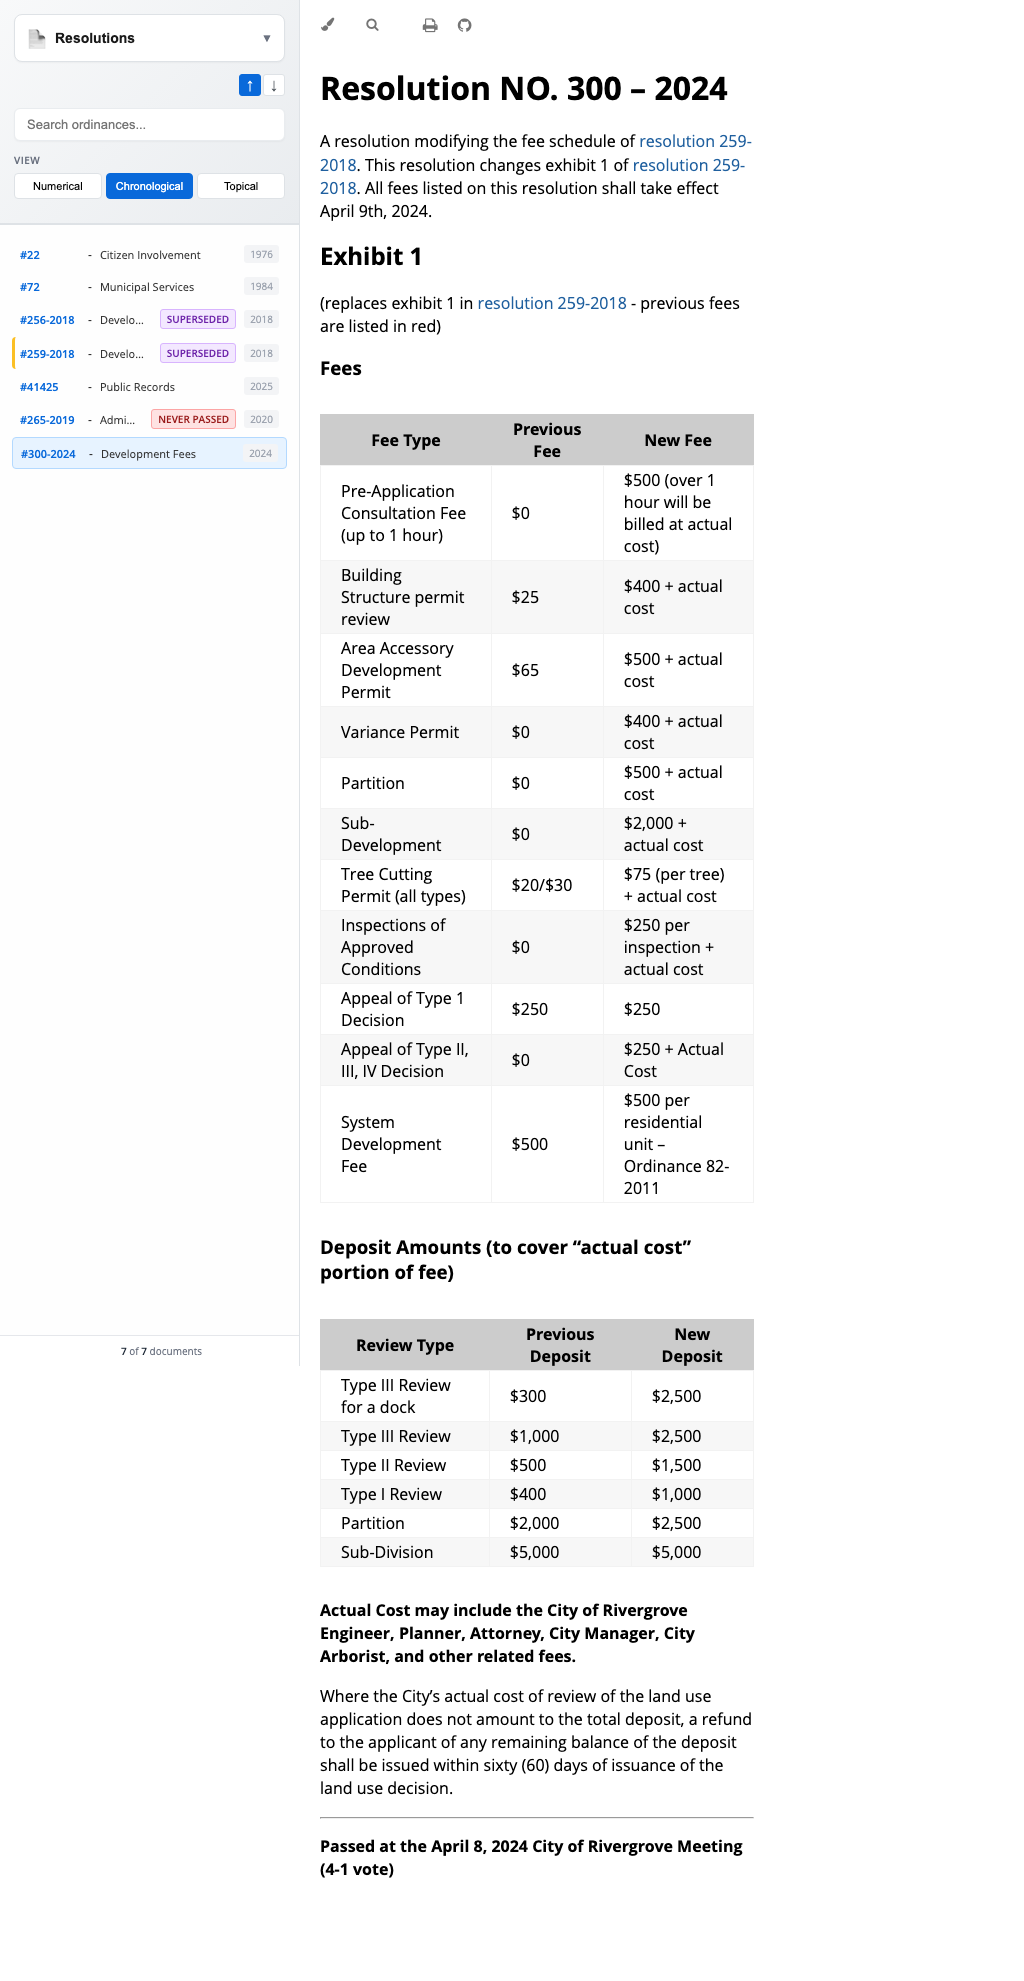 Resolutions ▼
↑ ↓
Search ordinances...
VIEW
Numerical Chronological Topical
#22 - Citizen Involvement 1976
#72 - Municipal Services 1984
#256-2018 - Develo... SUPERSEDED 2018
#259-2018 - Develo... SUPERSEDED 2018
#41425 - Public Records 2025
#265-2019 - Admi... NEVER PASSED 2020
#300-2024 - Development Fees 2024
7 of 7 documents
Resolution NO. 300 – 2024
A resolution modifying the fee schedule of resolution 259-
2018. This resolution changes exhibit 1 of resolution 259-
2018. All fees listed on this resolution shall take effect
April 9th, 2024.
Exhibit 1
(replaces exhibit 1 in resolution 259-2018 - previous fees
are listed in red)
Fees
Fee Type
Previous
Fee
New Fee
Pre-Application
Consultation Fee
(up to 1 hour)
$0
$500 (over 1
hour will be
billed at actual
cost)
Building
Structure permit
review
$25
$400 + actual
cost
Area Accessory
Development
Permit
$65
$500 + actual
cost
Variance Permit
$0
$400 + actual
cost
Partition
$0
$500 + actual
cost
Sub-
Development
$0
$2,000 +
actual cost
Tree Cutting
Permit (all types)
$20/$30
$75 (per tree)
+ actual cost
Inspections of
Approved
Conditions
$0
$250 per
inspection +
actual cost
Appeal of Type 1
Decision
$250
$250
Appeal of Type II,
III, IV Decision
$0
$250 + Actual
Cost
System
Development
Fee
$500
$500 per
residential
unit –
Ordinance 82-
2011
Deposit Amounts (to cover “actual cost”
portion of fee)
Review Type
Previous
Deposit
New
Deposit
Type III Review
for a dock
$300
$2,500
Type III Review $1,000 $2,500
Type II Review $500 $1,500
Type I Review $400 $1,000
Partition $2,000 $2,500
Sub-Division $5,000 $5,000
Actual Cost may include the City of Rivergrove
Engineer, Planner, Attorney, City Manager, City
Arborist, and other related fees.
Where the City’s actual cost of review of the land use
application does not amount to the total deposit, a refund
to the applicant of any remaining balance of the deposit
shall be issued within sixty (60) days of issuance of the
land use decision.
Passed at the April 8, 2024 City of Rivergrove Meeting
(4-1 vote)